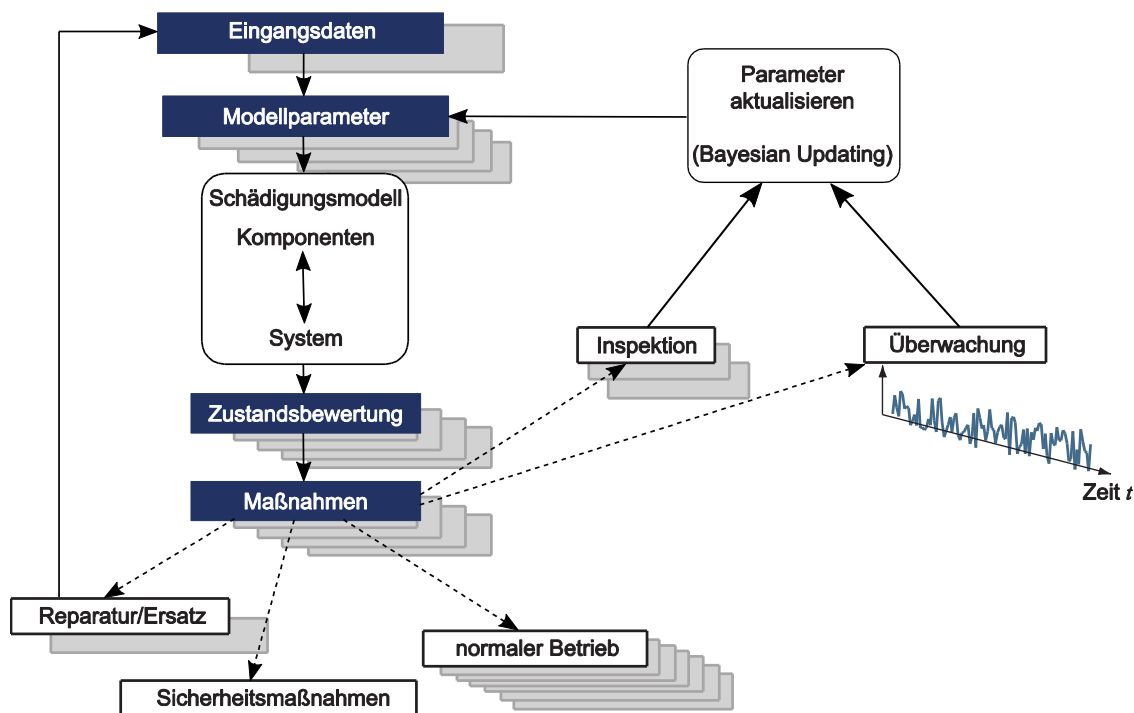 Eingangsdaten
Modellparameter
Schädigungsmodell
Komponenten
System
Zustandsbewertung
Maßnahmen
Reparatur/Ersatz
Sicherheitsmaßnahmen
normaler Betrieb
Parameter
aktualisieren
(Bayesian Updating)
Inspektion
Überwachung
Zeit t